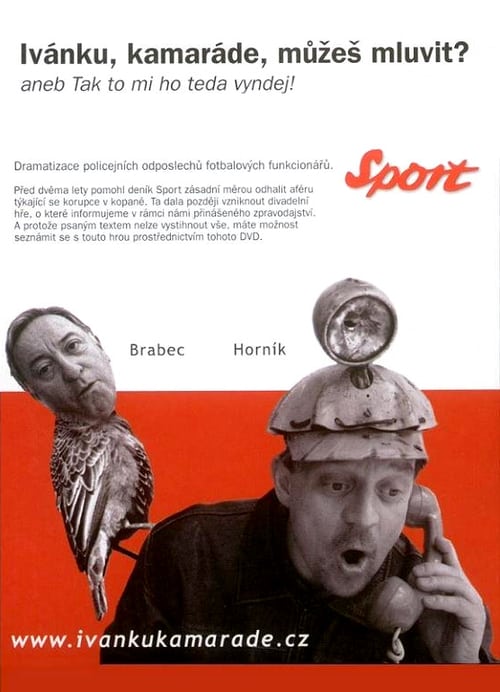 Ivánku, kamaráde, můžeš mluvit?
aneb Tak to mi ho teda vyndej!
Dramatizace policejních odposlechů fotbalových funkcionářů.
Sport
Před dvěma lety pomohl deník Sport zásadní měrou odhalit aféru
týkající se korupce v kopané. Ta dala později vzniknout divadelní
hře, o které informujeme v rámci námi přinášeného zpravodajství.
A protože psaným textem nelze vystihnout vše, máte možnost
seznámit se s touto hrou prostřednictvím tohoto DVD.
Brabec Horník
www.ivankukamarade.cz